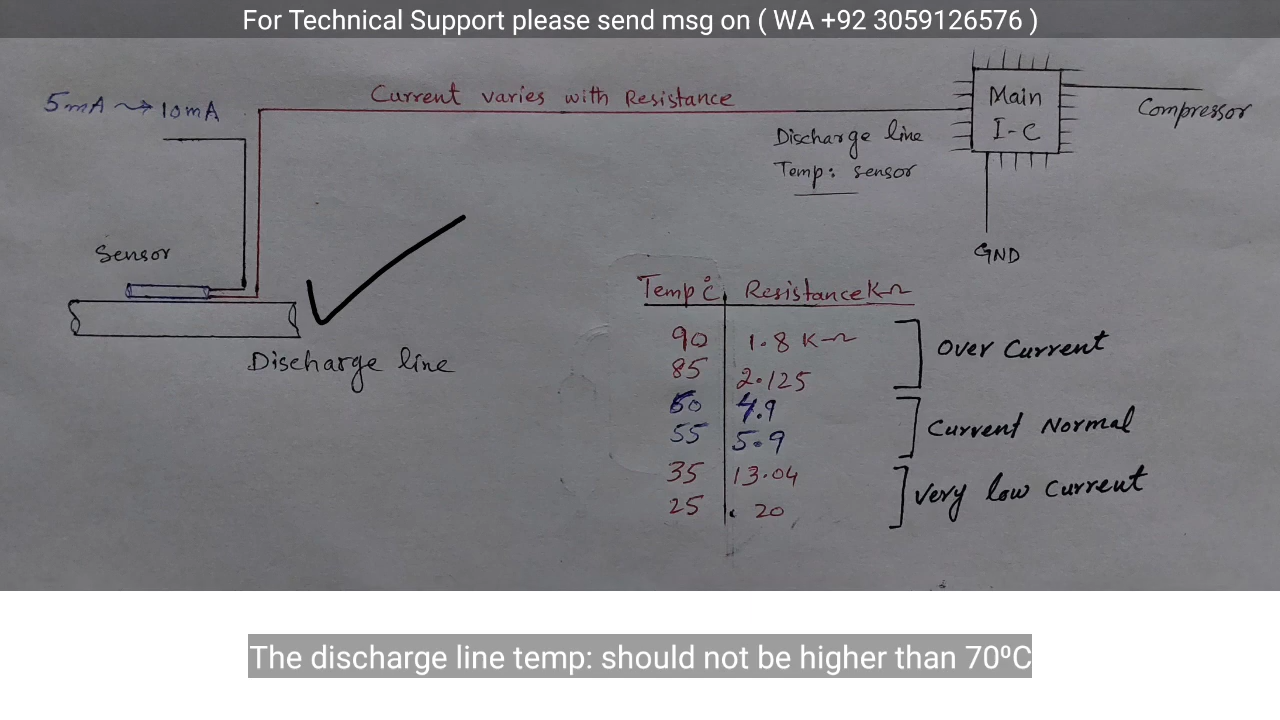 For Technical Support please send msg on ( WA +92 3059126576 )
5mA → 10mA
Current varies with Resistance
Main
I-C
Compressor
Discharge line
Temp: sensor
GND
Sensor
Discharge line
Temp °C Resistance KΩ
90 1.8 KΩ
85 2.125
60 4.9
55 5.9
35 13.04
25 20
Over Current
Current Normal
Very low current
The discharge line temp: should not be higher than 70ºC